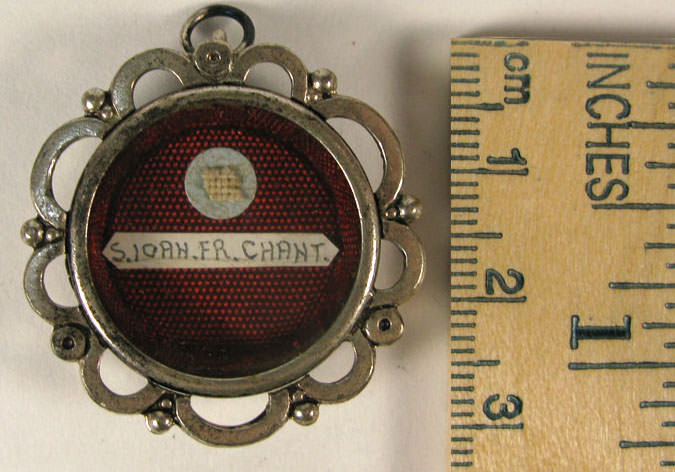 S.IOAN.FR.CHANT.
cm
1
2
3
INCHES
1